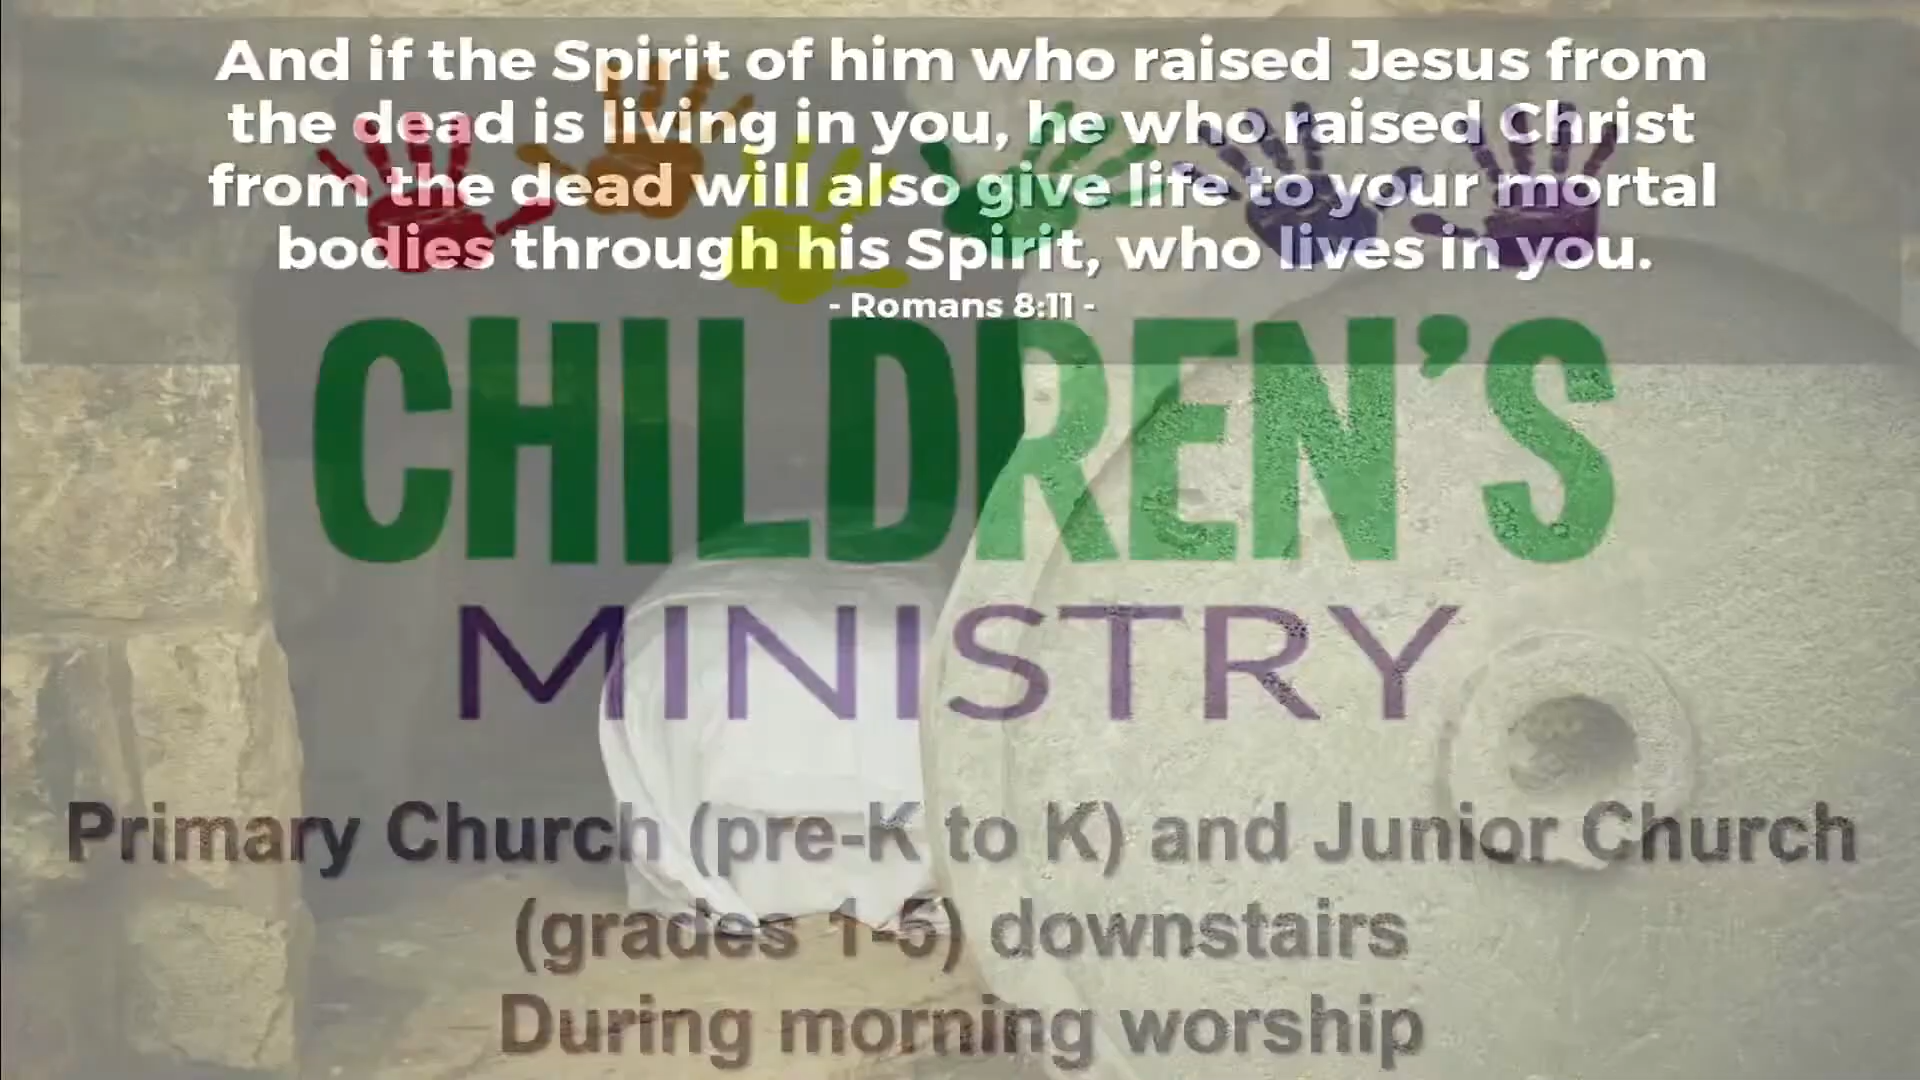 And if the Spirit of him who raised Jesus from
the dead is living in you, he who raised Christ
from the dead will also give life to your mortal
bodies through his Spirit, who lives in you.
- Romans 8:11 -
CHILDREN'S
MINISTRY
Primary Church (pre-K to K) and Junior Church
(grades 1-5) downstairs
During morning worship